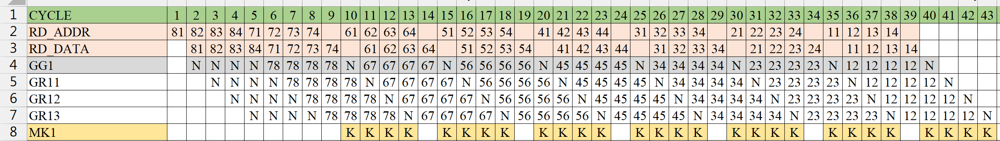 1 CYCLE 1 2 3 4 5 6 7 8 9 10 11 12 13 14 15 16 17 18 19 20 21 22 23 24 25 26 27 28 29 30 31 32 33 34 35 36 37 38 39 40 41 42 43
2 RD_ADDR 81 82 83 84 71 72 73 74 61 62 63 64 51 52 53 54 41 42 43 44 31 32 33 34 21 22 23 24 11 12 13 14
3 RD_DATA 81 82 83 84 71 72 73 74 61 62 63 64 51 52 53 54 41 42 43 44 31 32 33 34 21 22 23 24 11 12 13 14
4 GG1 N N N N 78 78 78 78 N 67 67 67 67 N 56 56 56 56 N 45 45 45 45 N 34 34 34 34 N 23 23 23 23 N 12 12 12 12 N
5 GR11 N N N N 78 78 78 78 N 67 67 67 67 N 56 56 56 56 N 45 45 45 45 N 34 34 34 34 N 23 23 23 23 N 12 12 12 12 N
6 GR12 N N N N 78 78 78 78 N 67 67 67 67 N 56 56 56 56 N 45 45 45 45 N 34 34 34 34 N 23 23 23 23 N 12 12 12 12 N
7 GR13 N N N N 78 78 78 78 N 67 67 67 67 N 56 56 56 56 N 45 45 45 45 N 34 34 34 34 N 23 23 23 23 N 12 12 12 12 N
8 MK1 K K K K K K K K K K K K K K K K K K K K K K K K K K K K